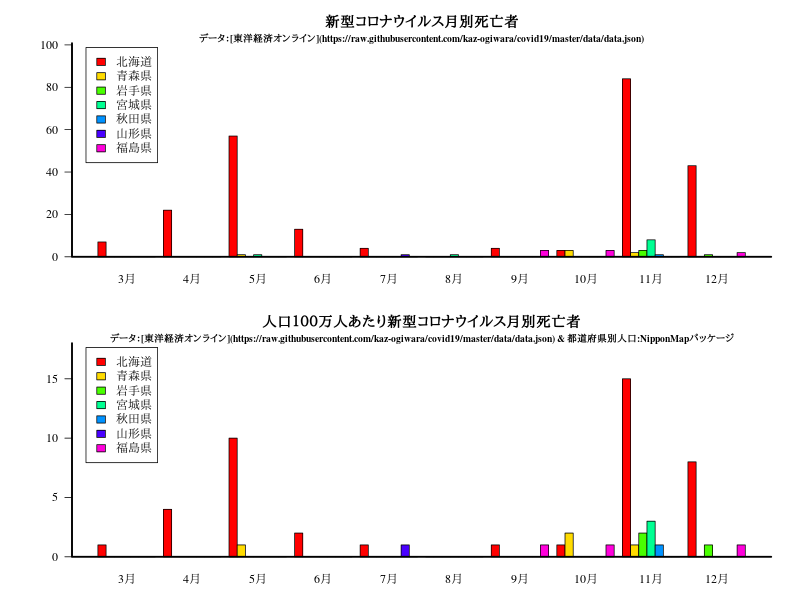 新型コロナウイルス月別死亡者
データ:[東洋経済オンライン](https://raw.githubusercontent.com/kaz-ogiwara/covid19/master/data/data.json)
100
80
60
40
20
0
北海道
青森県
岩手県
宮城県
秋田県
山形県
福島県
3月 4月 5月 6月 7月 8月 9月 10月 11月 12月
人口100万人あたり新型コロナウイルス月別死亡者
データ:[東洋経済オンライン](https://raw.githubusercontent.com/kaz-ogiwara/covid19/master/data/data.json) & 都道府県別人口:NipponMapパッケージ
15
10
5
0
北海道
青森県
岩手県
宮城県
秋田県
山形県
福島県
3月 4月 5月 6月 7月 8月 9月 10月 11月 12月